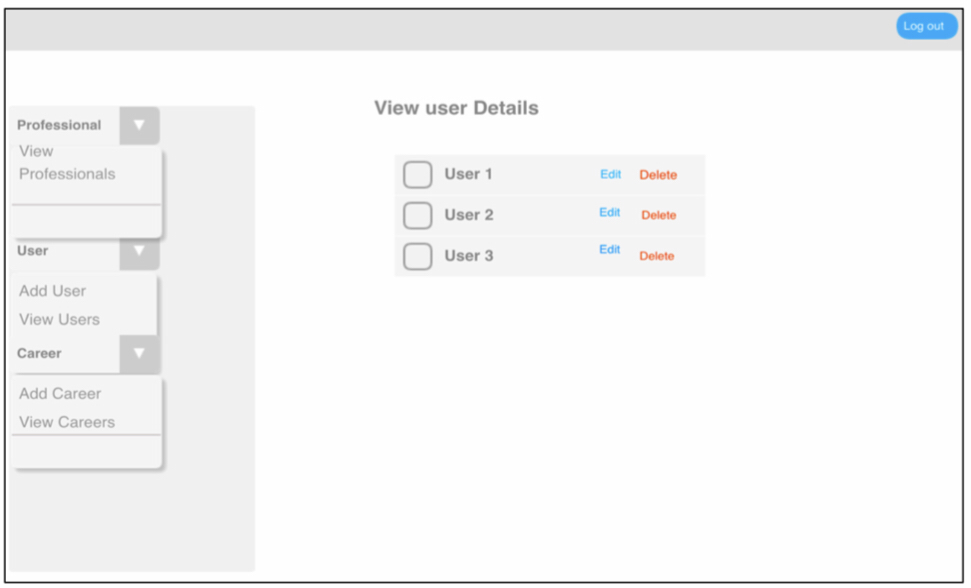 Log out
Professional
View
Professionals
User
Add User
View Users
Career
Add Career
View Careers
View user Details
User 1 Edit Delete
User 2 Edit Delete
User 3 Edit Delete